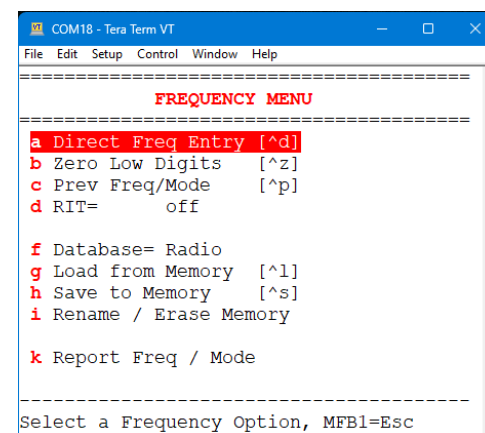 COM18 - Tera Term VT
File Edit Setup Control Window Help
========================================
FREQUENCY MENU
========================================
a Direct Freq Entry [^d]
b Zero Low Digits [^z]
c Prev Freq/Mode [^p]
d RIT= off
f Database= Radio
g Load from Memory [^l]
h Save to Memory [^s]
i Rename / Erase Memory
k Report Freq / Mode
----------------------------------------
Select a Frequency Option, MFB1=Esc